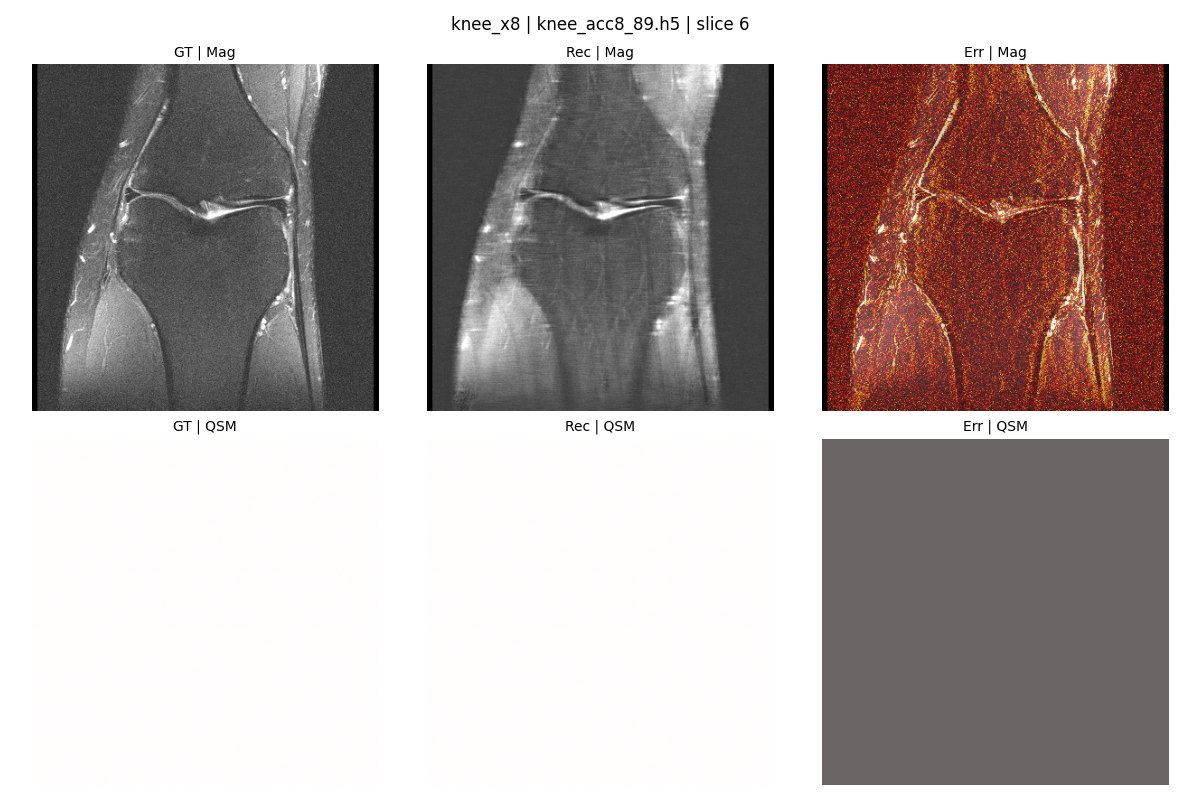 knee_x8 | knee_acc8_89.h5 | slice 6
GT | Mag
Rec | Mag
Err | Mag
GT | QSM
Rec | QSM
Err | QSM